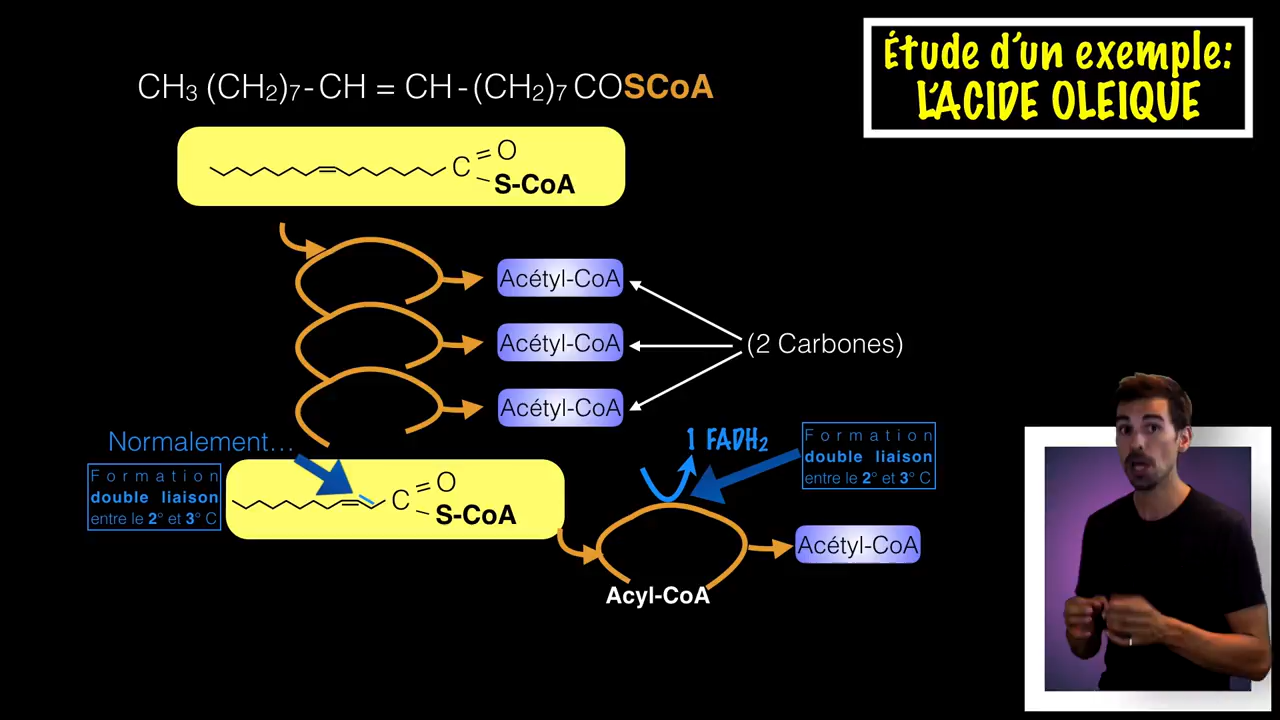 Étude d'un exemple:
L'ACIDE OLEIQUE
CH3 (CH2)7 - CH = CH - (CH2)7 COSCoA
C = O
S-CoA
Acétyl-CoA
Acétyl-CoA
(2 Carbones)
Acétyl-CoA
Normalement...
1 FADH2
Formation
double liaison
entre le 2° et 3° C
Formation
double liaison
entre le 2° et 3° C
C = O
S-CoA
Acétyl-CoA
Acyl-CoA